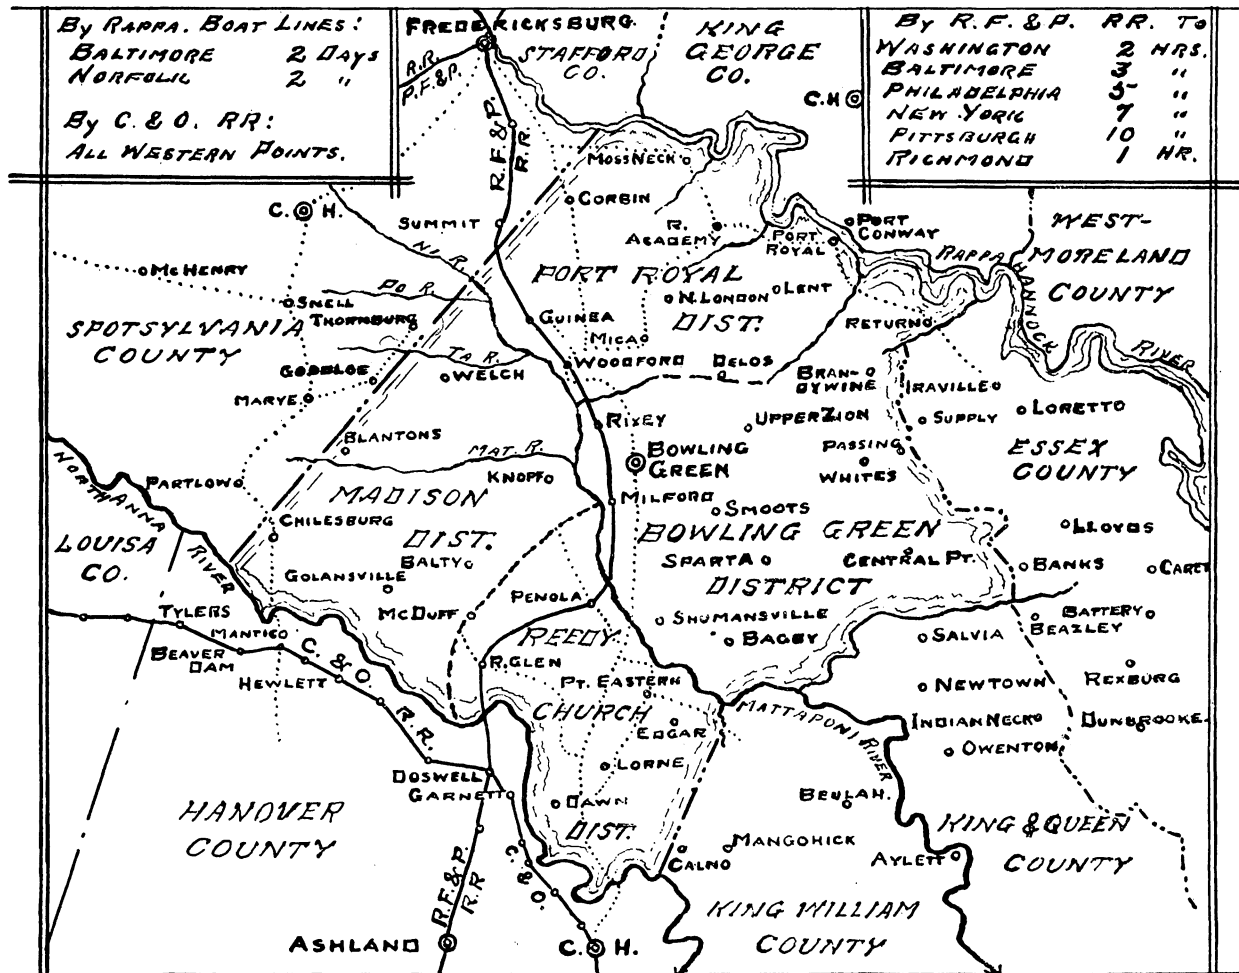 By Rappa. Boat Lines:
Baltimore 2 Days
Norfolk 2 "
By C. & O. RR:
All Western Points.
By R. F. & P. RR. To
Washington 2 Hrs.
Baltimore 3 "
Philadelphia 5 "
New York 7 "
Pittsburgh 10 "
Richmond 1 Hr.
Fredericksburg.
R.R.
P.F.&P.
Stafford
Co.
King
George
Co.
C.H
R.F.&P.
R.R.
Moss Neck
Corbin
C. H.
Summit
Ni R.
R.
Academy
Port
Royal
Port
Conway
Rappahannock
River
West-
moreland
County
McHenry
Po R.
Port Royal
Dist.
N. London
Lent
Snell
Thornburg
Spotsylvania
County
Guinea
Mica
Return
Ta R.
Woodford
Delos
Welch
Godbloe
Marye
Bran-
dywine
Iraville
Rixey
Upper Zion
Supply
Loretto
Blantons
Bowling
Green
Passing
Whites
Essex
County
Mat. R.
Knopf
North Anna
River
Partlow
Madison
Dist.
Milford
Smoots
Chilesburg
Bowling Green
District
Lloyds
Louisa
Co.
Balty
Sparta
Central Pt.
Banks
Caret
Golansville
McDuff
Penola
Shumansville
Bagby
Battery
Beazley
Salvia
Tylers
Mantico
Beaver
Dam
Hewlett
C. & O. R.R.
Reedy
Church
Dist.
R. Glen
Pt. Eastern
Edgar
Newtown
Rexburg
Mattaponi River
Indian Neck
Dunbrooke.
Owenton
Lorne
Doswell
Garnett
Dawn
Beulah.
Hanover
County
King & Queen
County
Mangohick
Calno
Aylett
C. & O.
R.F.&P.
R.R
King William
County
Ashland
C. H.